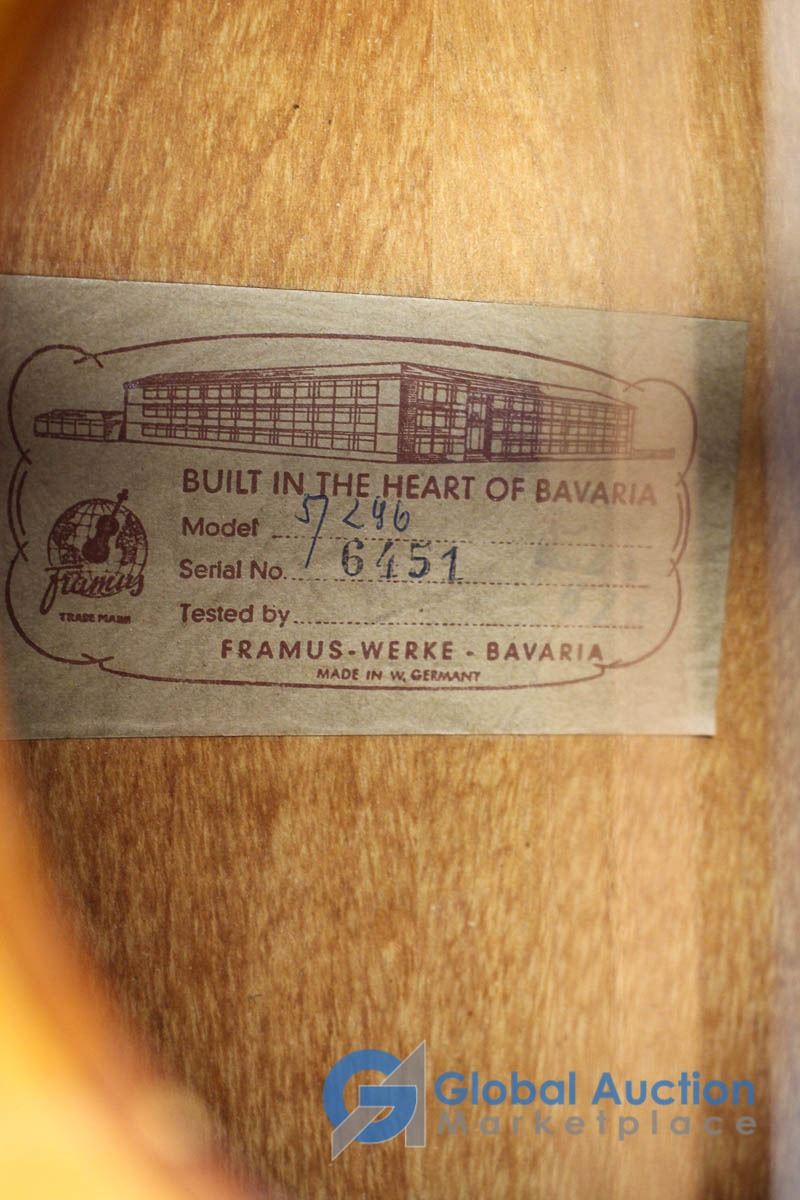 BUILT IN THE HEART OF BAVARIA
Model 5/296
Serial No. 6451
Tested by
framus
TRADE MARK
FRAMUS-WERKE - BAVARIA
MADE IN W. GERMANY
Global Auction
Marketplace